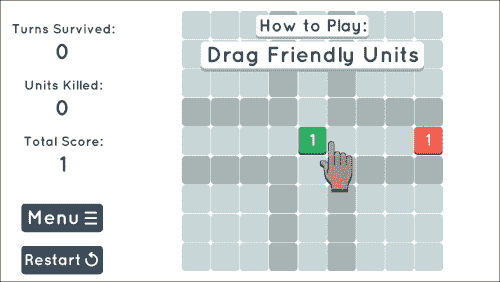 Turns Survived:
0
Units Killed:
0
Total Score:
1
Menu
Restart
How to Play:
Drag Friendly Units
1
1